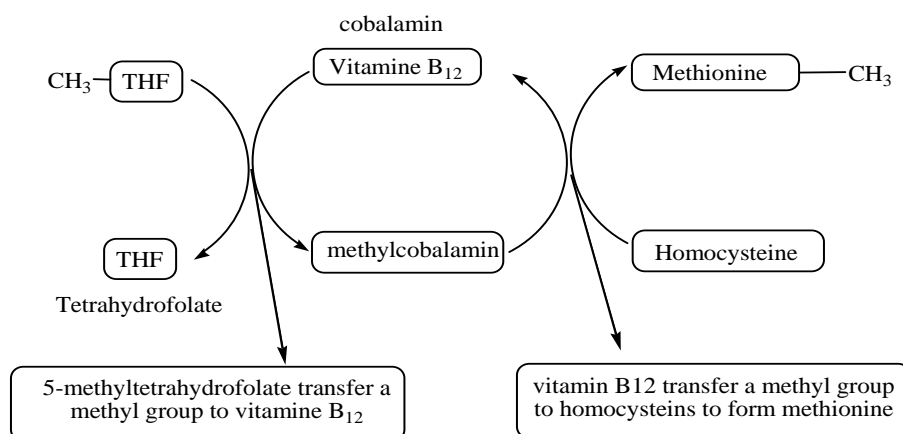 cobalamin
CH₃ THF
Vitamine B₁₂
Methionine CH₃
THF
Tetrahydrofolate
methylcobalamin
Homocysteine
5-methyltetrahydrofolate transfer a
methyl group to vitamine B₁₂
vitamin B12 transfer a methyl group
to homocysteins to form methionine